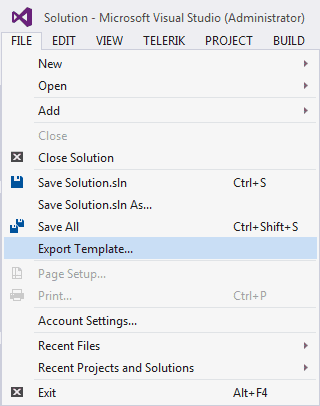 Solution - Microsoft Visual Studio (Administrator)
FILE EDIT VIEW TELERIK PROJECT BUILD
New
Open
Add
Close
Close Solution
Save Solution.sln Ctrl+S
Save Solution.sln As...
Save All Ctrl+Shift+S
Export Template...
Page Setup...
Print... Ctrl+P
Account Settings...
Recent Files
Recent Projects and Solutions
Exit Alt+F4